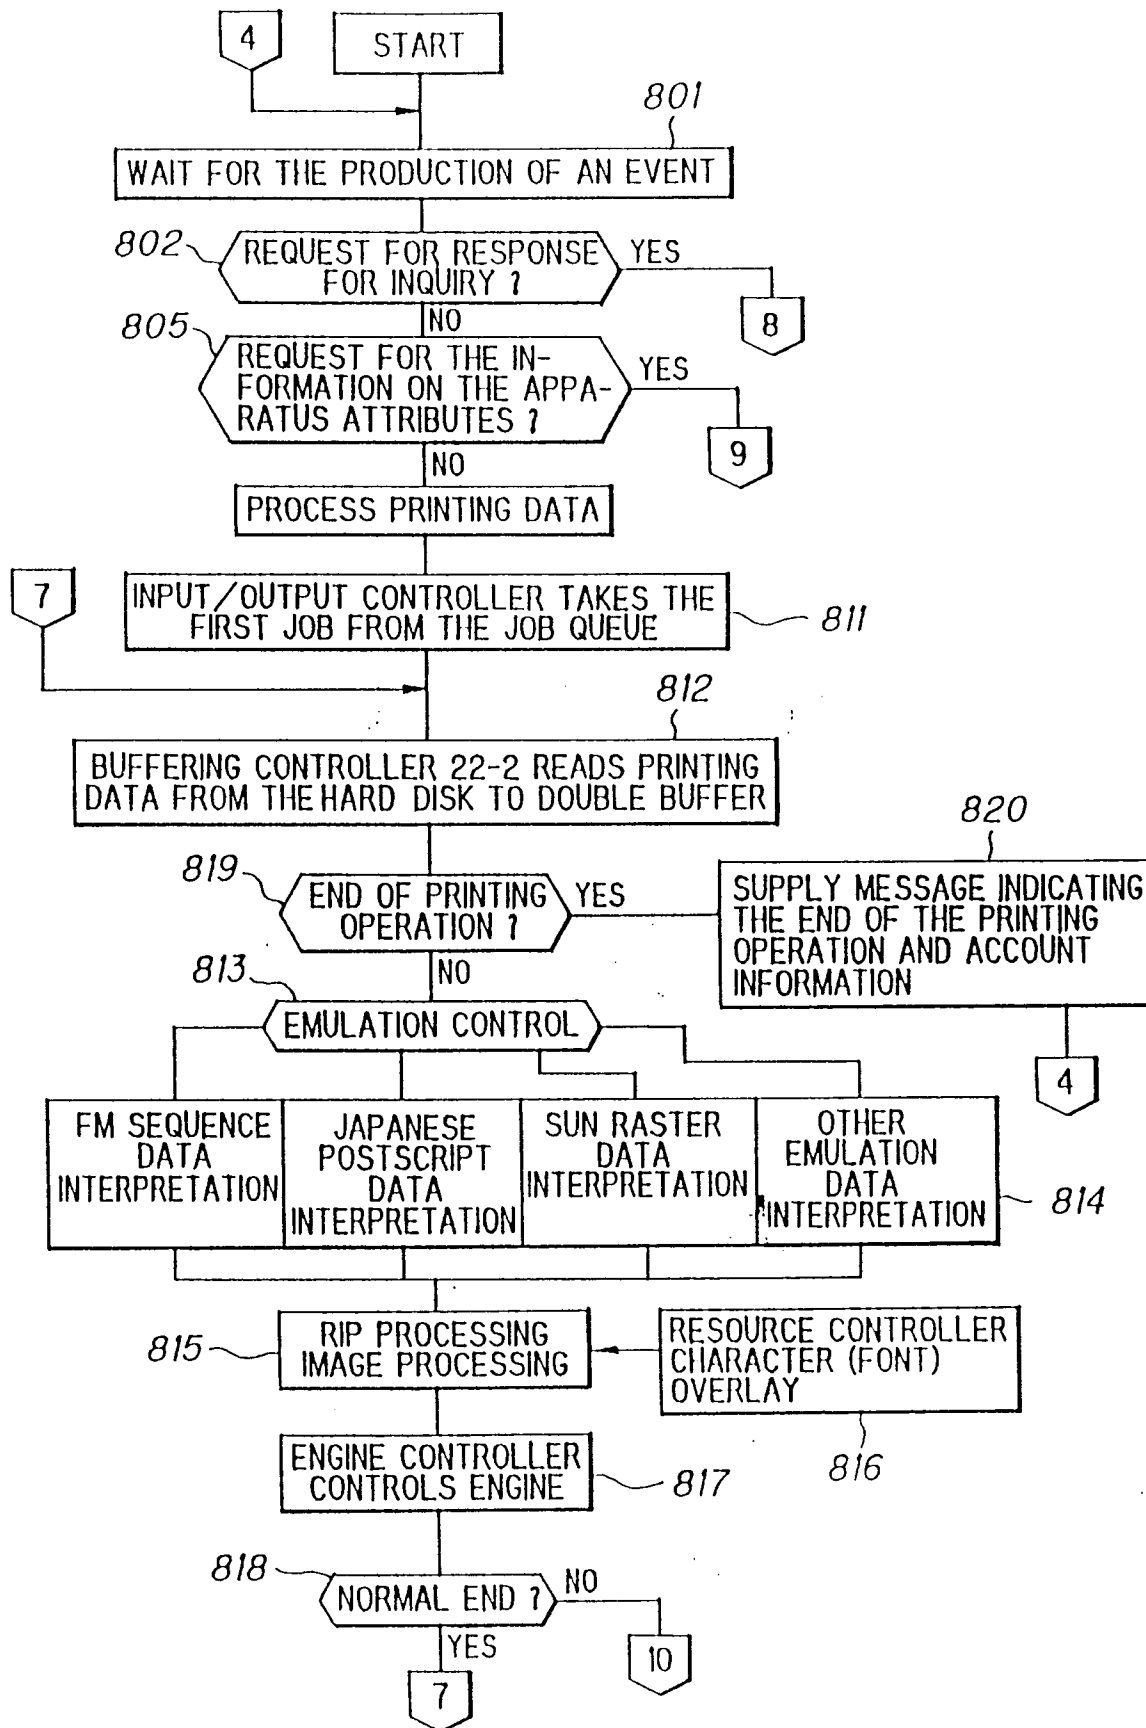 4
START
801
WAIT FOR THE PRODUCTION OF AN EVENT
802
REQUEST FOR RESPONSE
FOR INQUIRY ?
YES
8
NO
805
REQUEST FOR THE IN-
FORMATION ON THE APPA-
RATUS ATTRIBUTES ?
YES
9
NO
PROCESS PRINTING DATA
7
INPUT/OUTPUT CONTROLLER TAKES THE
FIRST JOB FROM THE JOB QUEUE
811
812
BUFFERING CONTROLLER 22-2 READS PRINTING
DATA FROM THE HARD DISK TO DOUBLE BUFFER
819
END OF PRINTING
OPERATION ?
YES
820
SUPPLY MESSAGE INDICATING
THE END OF THE PRINTING
OPERATION AND ACCOUNT
INFORMATION
4
NO
813
EMULATION CONTROL
FM SEQUENCE
DATA
INTERPRETATION
JAPANESE
POSTSCRIPT
DATA
INTERPRETATION
SUN RASTER
DATA
INTERPRETATION
OTHER
EMULATION
DATA
INTERPRETATION
814
815
RIP PROCESSING
IMAGE PROCESSING
RESOURCE CONTROLLER
CHARACTER (FONT)
OVERLAY
816
ENGINE CONTROLLER
CONTROLS ENGINE
817
818
NORMAL END ?
NO
10
YES
7